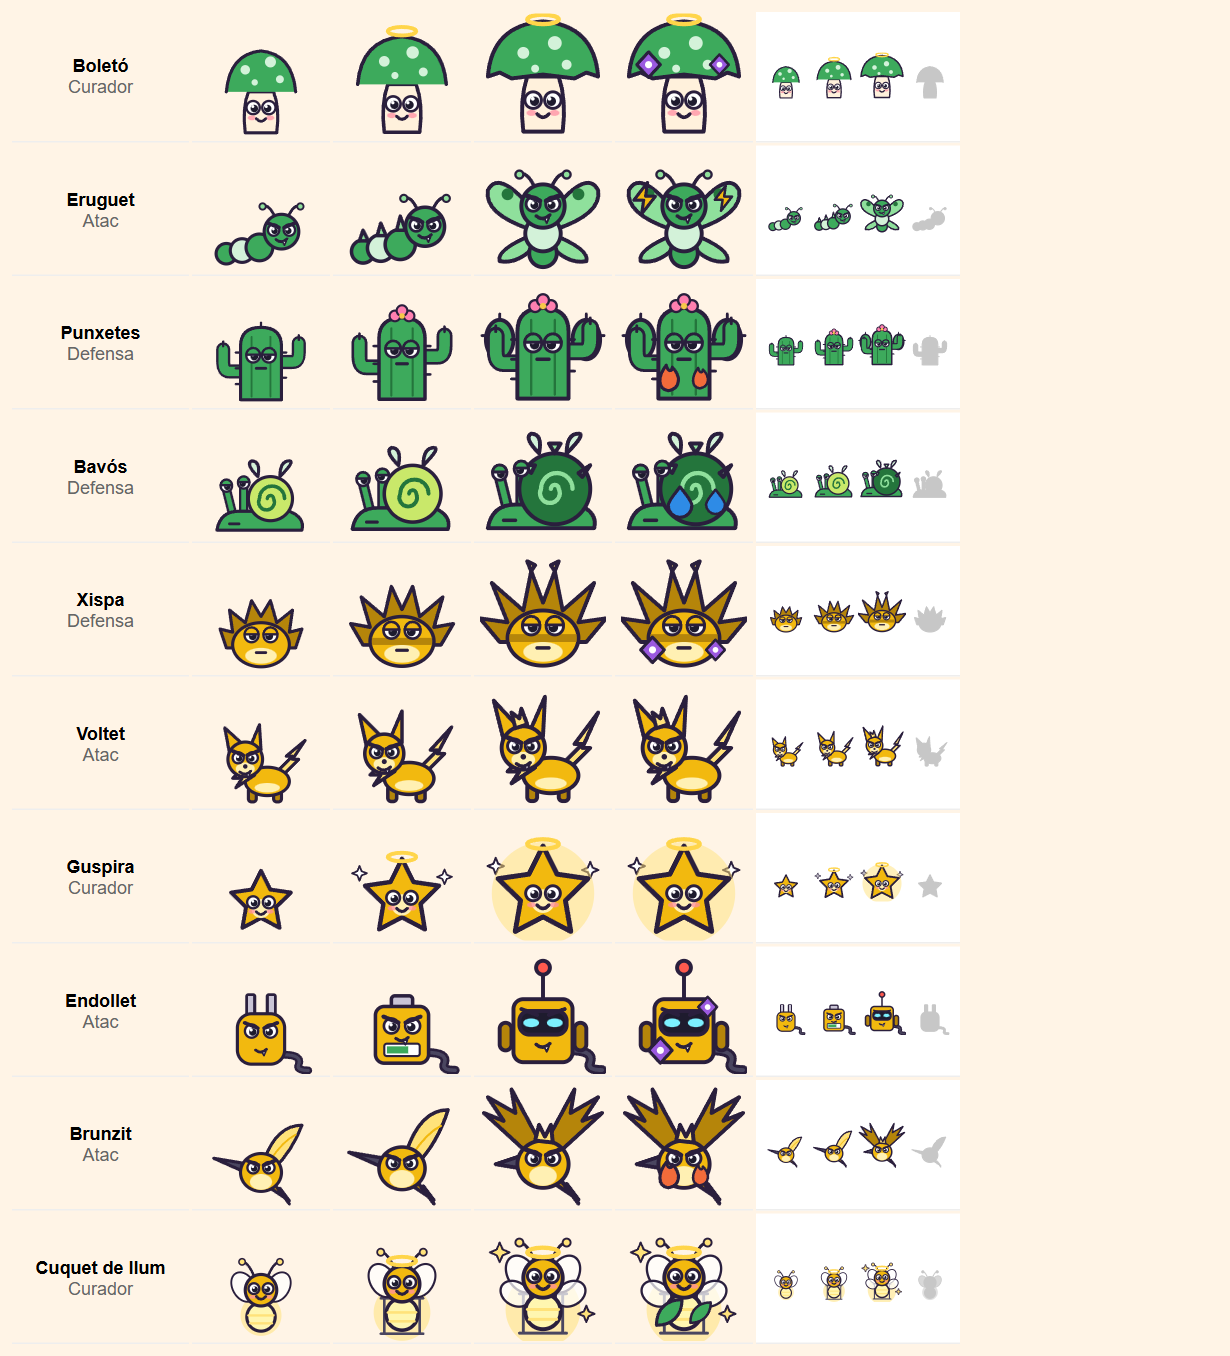 Boletó
Curador
Eruguet
Atac
Punxetes
Defensa
Bavós
Defensa
Xispa
Defensa
Voltet
Atac
Guspira
Curador
Endollet
Atac
Brunzit
Atac
Cuquet de llum
Curador